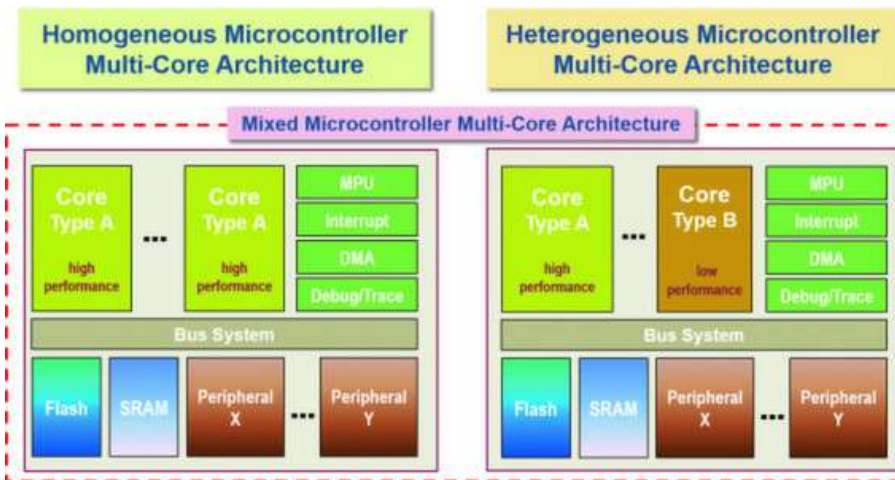 Homogeneous Microcontroller
Multi-Core Architecture
Heterogeneous Microcontroller
Multi-Core Architecture
Mixed Microcontroller Multi-Core Architecture
Core
Type A
high
performance
...
Core
Type A
high
performance
MPU
Interrupt
DMA
Debug/Trace
Bus System
Flash
SRAM
Peripheral
X
...
Peripheral
Y
Core
Type A
high
performance
...
Core
Type B
low
performance
MPU
Interrupt
DMA
Debug/Trace
Bus System
Flash
SRAM
Peripheral
X
...
Peripheral
Y